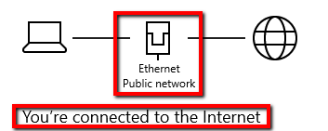 Ethernet
Public network
You're connected to the Internet